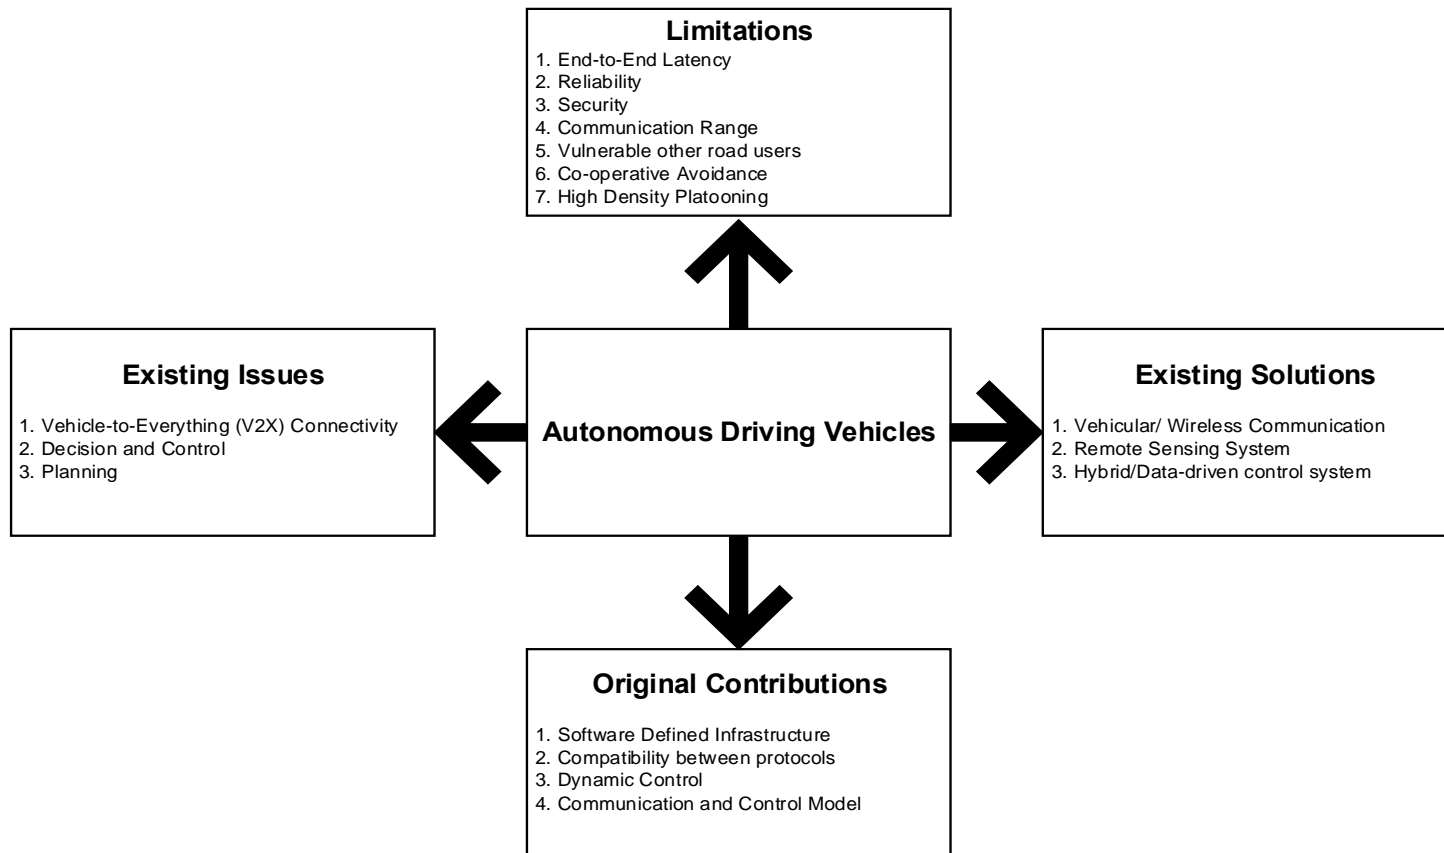 Limitations
1. End-to-End Latency
2. Reliability
3. Security
4. Communication Range
5. Vulnerable other road users
6. Co-operative Avoidance
7. High Density Platooning
Existing Issues
1. Vehicle-to-Everything (V2X) Connectivity
2. Decision and Control
3. Planning
Autonomous Driving Vehicles
Existing Solutions
1. Vehicular/ Wireless Communication
2. Remote Sensing System
3. Hybrid/Data-driven control system
Original Contributions
1. Software Defined Infrastructure
2. Compatibility between protocols
3. Dynamic Control
4. Communication and Control Model